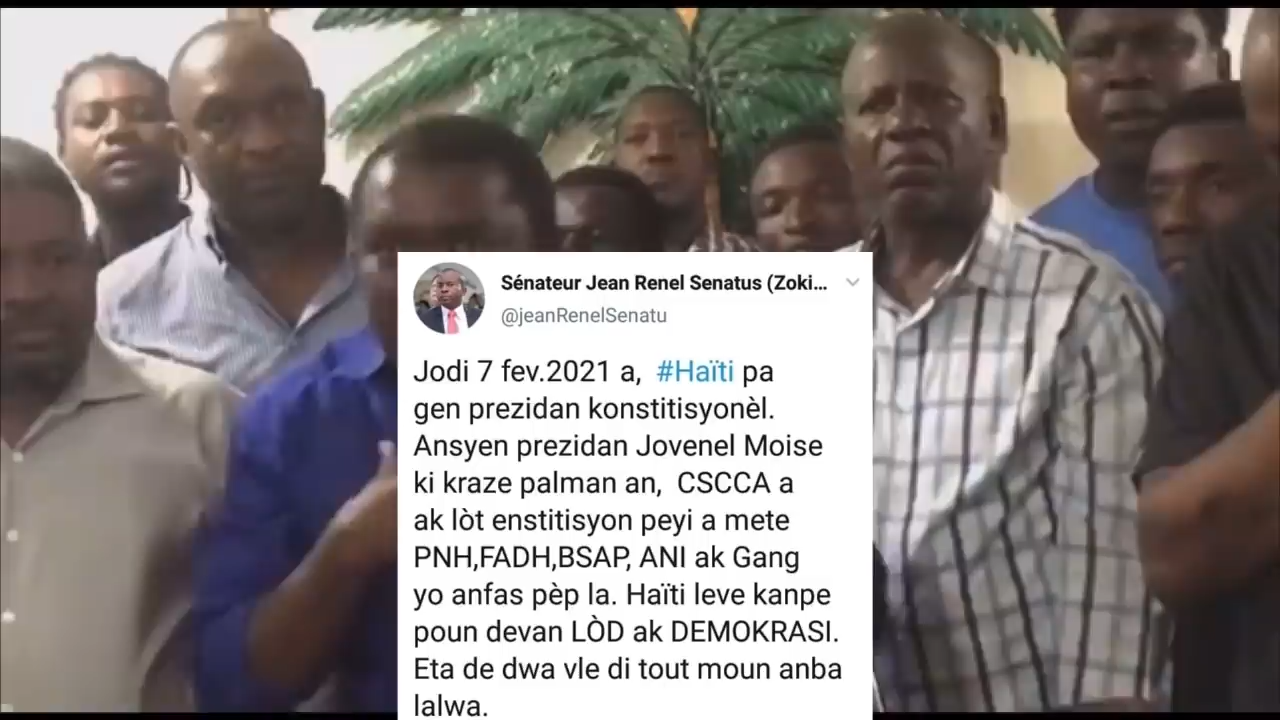 Sénateur Jean Renel Senatus (Zoki...
@jeanRenelSenatu
Jodi 7 fev.2021 a, #Haïti pa
gen prezidan konstitisyonèl.
Ansyen prezidan Jovenel Moise
ki kraze palman an, CSCCA a
ak lòt enstitisyon peyi a mete
PNH,FADH,BSAP, ANI ak Gang
yo anfas pèp la. Haïti leve kanpe
poun devan LÒD ak DEMOKRASI.
Eta de dwa vle di tout moun anba
lalwa.